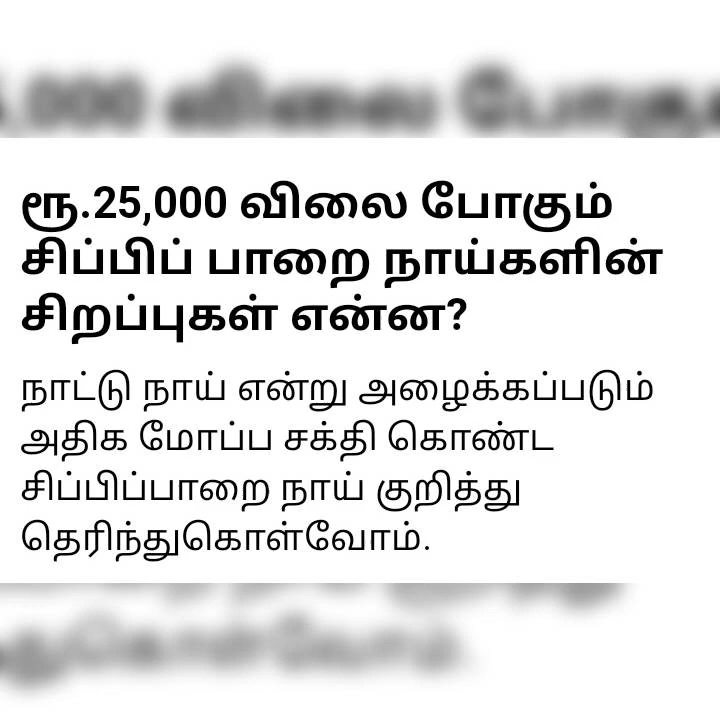 ரூ.25,000 விலை போகும்
சிப்பிப் பாறை நாய்களின்
சிறப்புகள் என்ன?
நாட்டு நாய் என்று அழைக்கப்படும்
அதிக மோப்ப சக்தி கொண்ட
சிப்பிப்பாறை நாய் குறித்து
தெரிந்துகொள்வோம்.